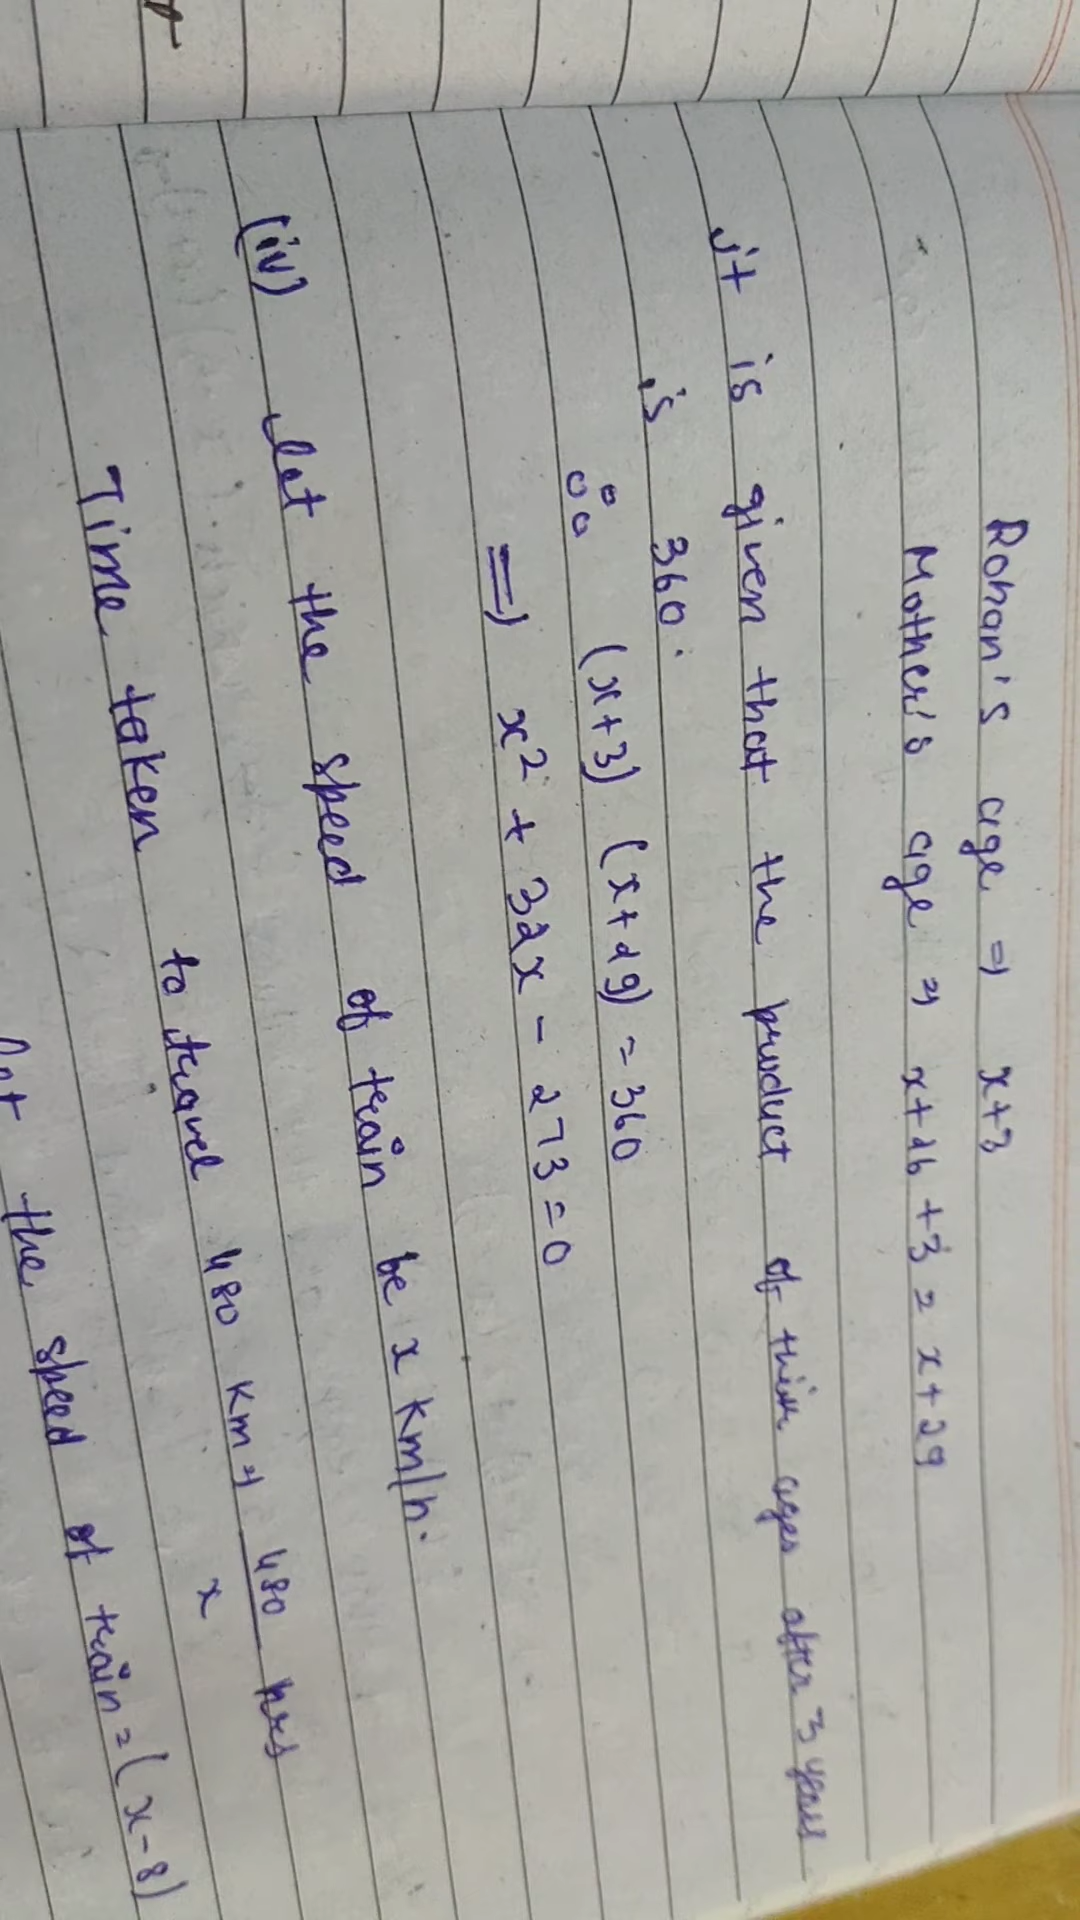 Rohan's age ⇒ x+3
Mother's age ⇒ x+26+3 = x+29
it is given that the product of their ages after 3 years
is 360.
∴ (x+3) (x+29) = 360
⇒ x² + 32x - 273 = 0
(iv) Let the speed of train be x km/h.
Time taken to travel 480 km = 480/x hrs
the speed of train = (x-8)